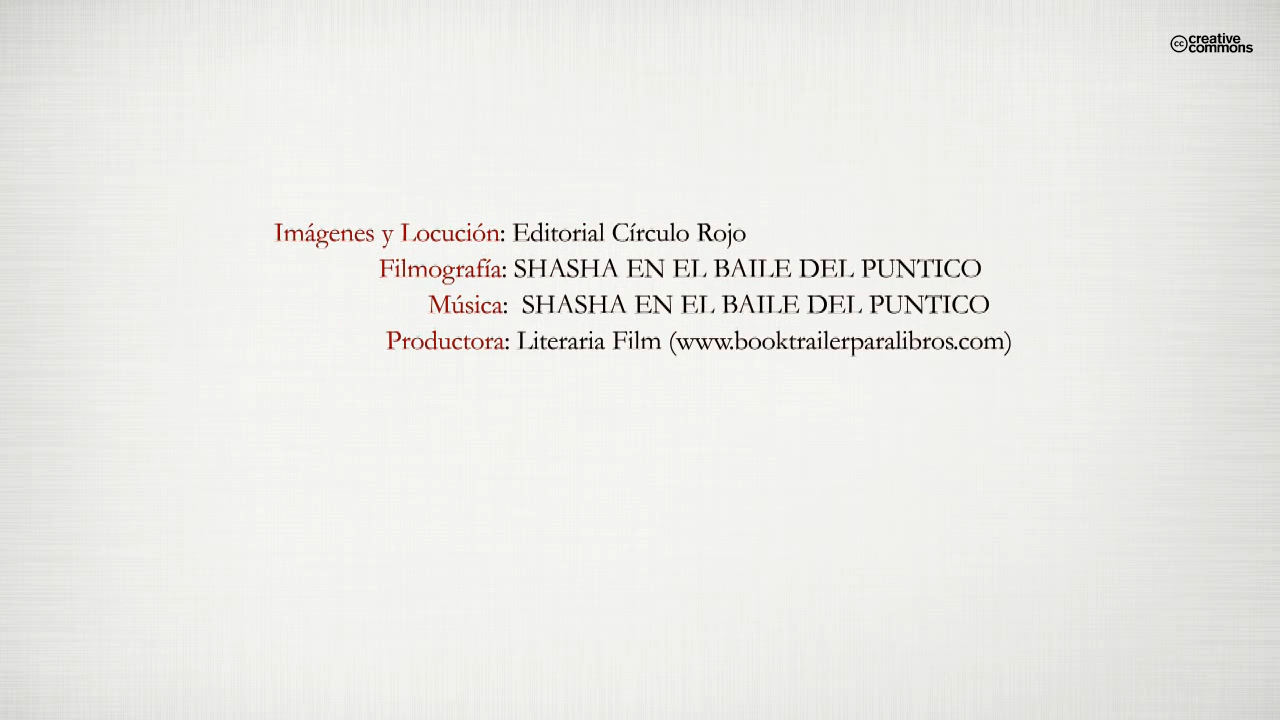 cc creative
commons
Imágenes y Locución: Editorial Círculo Rojo
Filmografía: SHASHA EN EL BAILE DEL PUNTICO
Música: SHASHA EN EL BAILE DEL PUNTICO
Productora: Literaria Film (www.booktrailerparalibros.com)